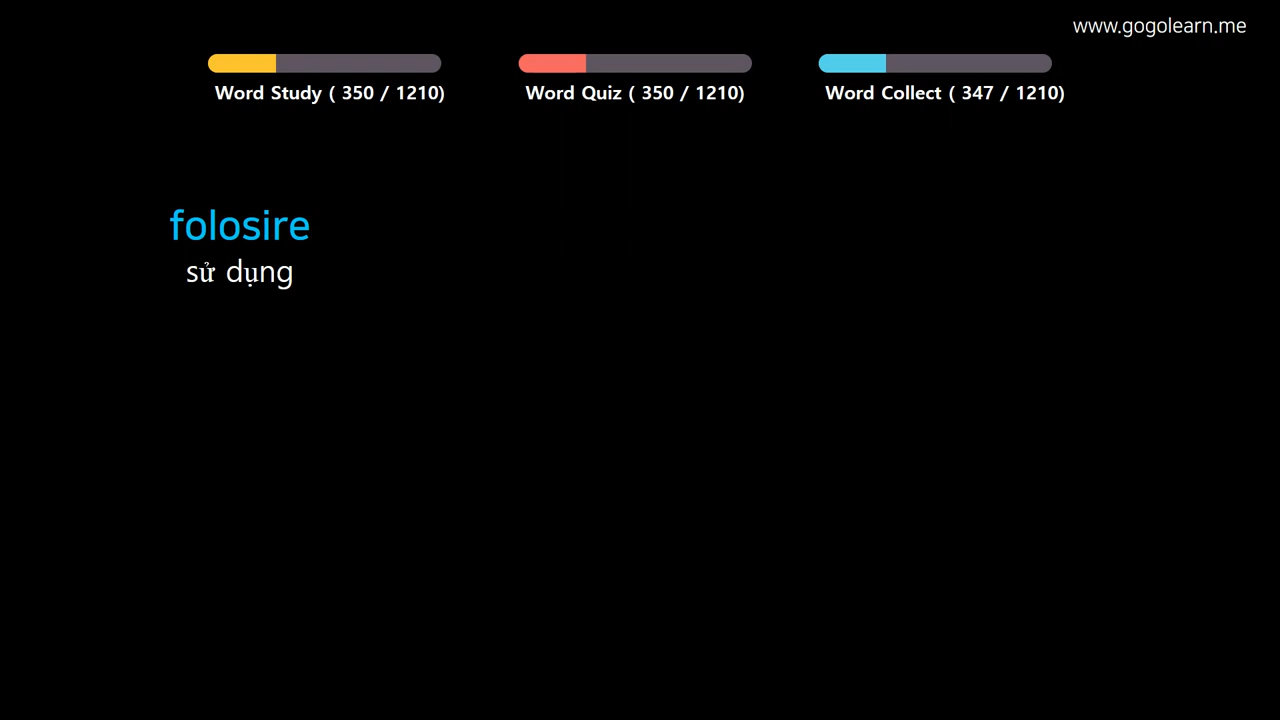 www.gogolearn.me
Word Study ( 350 / 1210)
Word Quiz ( 350 / 1210)
Word Collect ( 347 / 1210)
folosire
sử dụng